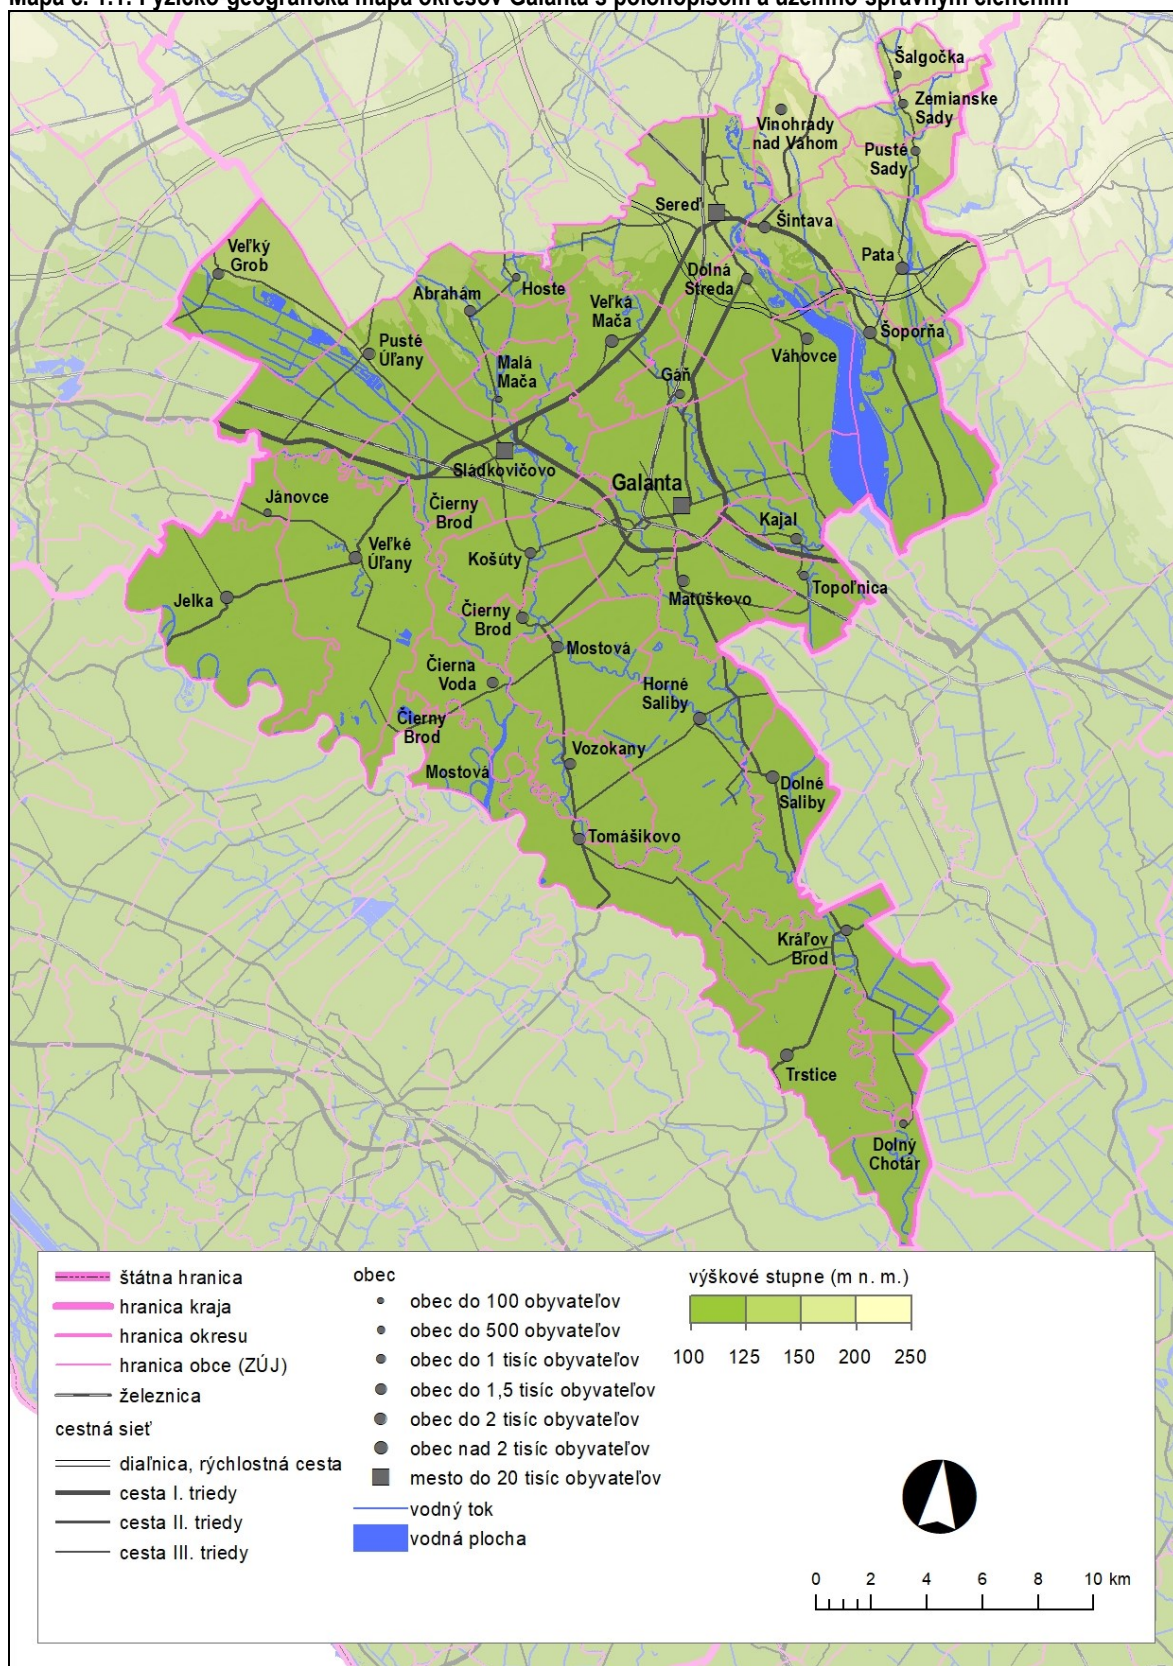 Mapa č. 1.1. Fyzicko-geografická mapa okresov Galanta s polohopisom a územno-správnym členením
Šalgočka
Zemianske
Sady
Vinohrady
nad Váhom
Pusté
Sady
Sereď
Šintava
Pata
Veľký
Grob
Dolná
Streda
Hoste
Abrahám
Veľká
Mača
Šoporňa
Váhovce
Pusté
Úľany
Malá
Mača
Gáň
Sládkovičovo
Galanta
Jánovce
Čierny
Brod
Kajal
Veľké
Úľany
Košúty
Topoľnica
Jelka
Matúškovo
Čierny
Brod
Mostová
Čierna
Voda
Horné
Saliby
Čierny
Brod
Vozokany
Mostová
Dolné
Saliby
Tomášikovo
Kráľov
Brod
Trstice
Dolný
Chotár
štátna hranica
hranica kraja
hranica okresu
hranica obce (ZÚJ)
železnica
cestná sieť
diaľnica, rýchlostná cesta
cesta I. triedy
cesta II. triedy
cesta III. triedy
obec
obec do 100 obyvateľov
obec do 500 obyvateľov
obec do 1 tisíc obyvateľov
obec do 1,5 tisíc obyvateľov
obec do 2 tisíc obyvateľov
obec nad 2 tisíc obyvateľov
mesto do 20 tisíc obyvateľov
vodný tok
vodná plocha
výškové stupne (m n. m.)
100 125 150 200 250
0 2 4 6 8 10 km